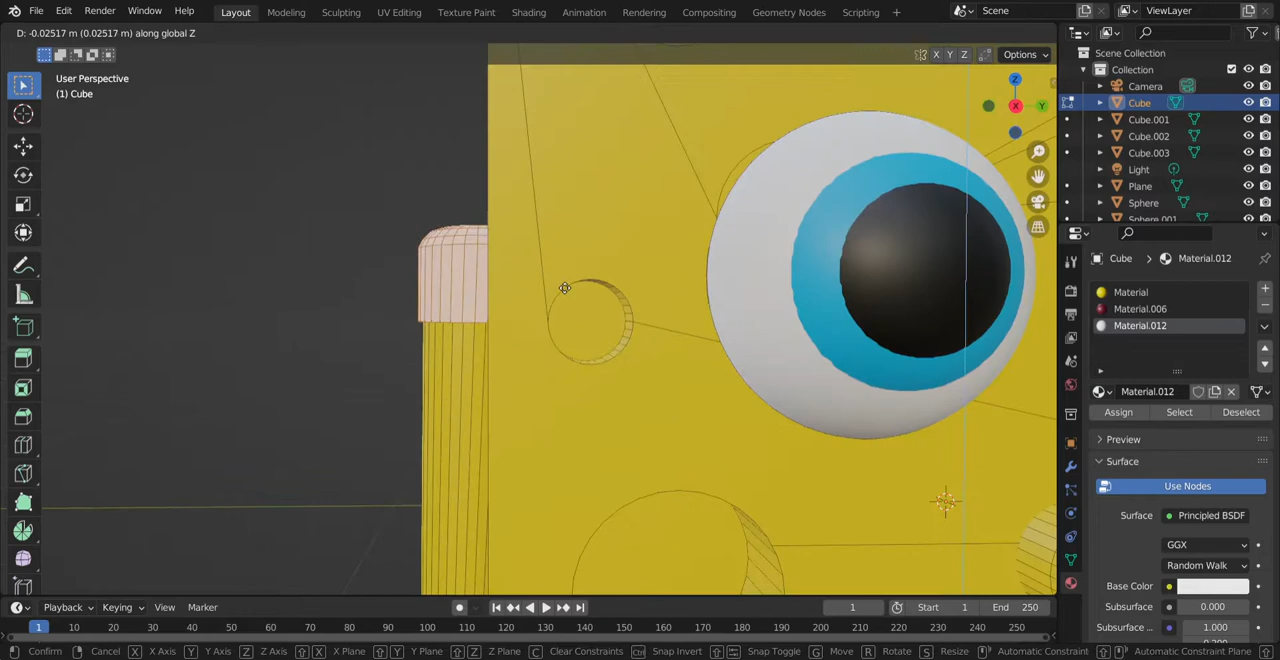 File Edit Render Window Help Layout Modeling Sculpting UV Editing Texture Paint Shading Animation Rendering Compositing Geometry Nodes Scripting + Scene ViewLayer
D: -0.02517 m (0.02517 m) along global Z
X Y Z Options
User Perspective
(1) Cube
Z
X Y
Scene Collection
Collection
Camera
Cube
Cube.001
Cube.002
Cube.003
Light
Plane
Sphere
Sphere.001
Cube > Material.012
Material
Material.006
Material.012
Material.012
Assign Select Deselect
Preview
Surface
Use Nodes
Surface Principled BSDF
GGX
Random Walk
Base Color
Subsurface 0.000
Subsurface ... 1.000
Playback Keying View Marker 1 Start 1 End 250
1 10 20 30 40 50 60 70 80 90 100 110 120 130 140 150 160 170 180 190 200 210 220 230 240 250
Confirm Cancel X X Axis Y Y Axis Z Z Axis X X Plane Y Y Plane Z Z Plane C Clear Constraints Ctrl Snap Invert Snap Toggle G Move R Rotate S Resize Automatic Constraint Automatic Constraint Plane